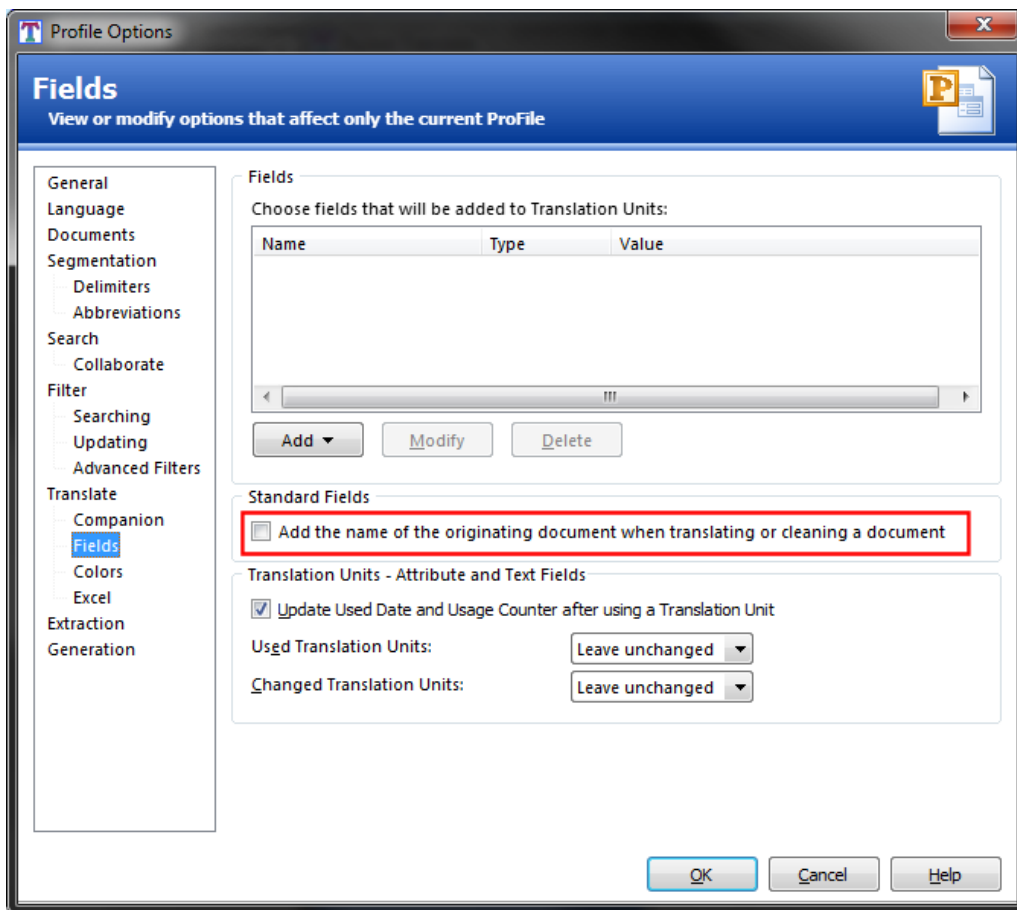 Profile Options
Fields
View or modify options that affect only the current ProFile
General
Language
Documents
Segmentation
Delimiters
Abbreviations
Search
Collaborate
Filter
Searching
Updating
Advanced Filters
Translate
Companion
Fields
Colors
Excel
Extraction
Generation
Fields
Choose fields that will be added to Translation Units:
Name Type Value
Add Modify Delete
Standard Fields
Add the name of the originating document when translating or cleaning a document
Translation Units - Attribute and Text Fields
Update Used Date and Usage Counter after using a Translation Unit
Used Translation Units: Leave unchanged
Changed Translation Units: Leave unchanged
OK Cancel Help